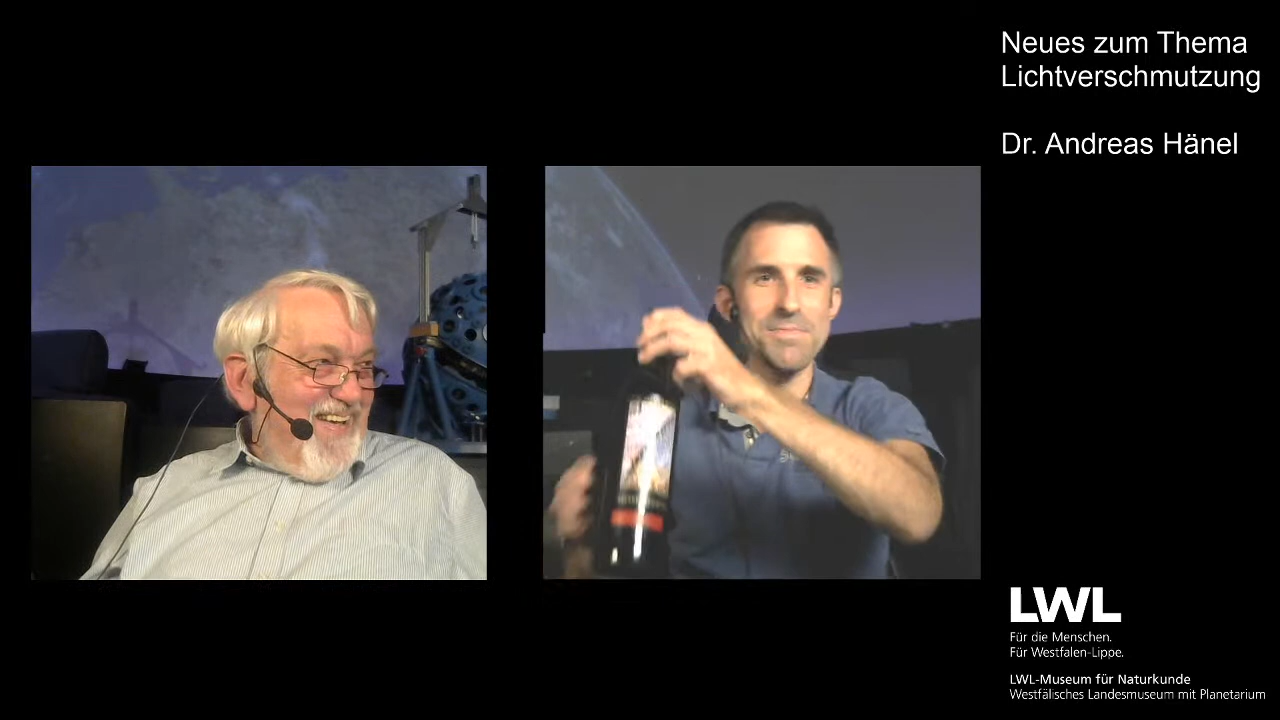 Neues zum Thema
Lichtverschmutzung
Dr. Andreas Hänel
LWL
Für die Menschen.
Für Westfalen-Lippe.
LWL-Museum für Naturkunde
Westfälisches Landesmuseum mit Planetarium